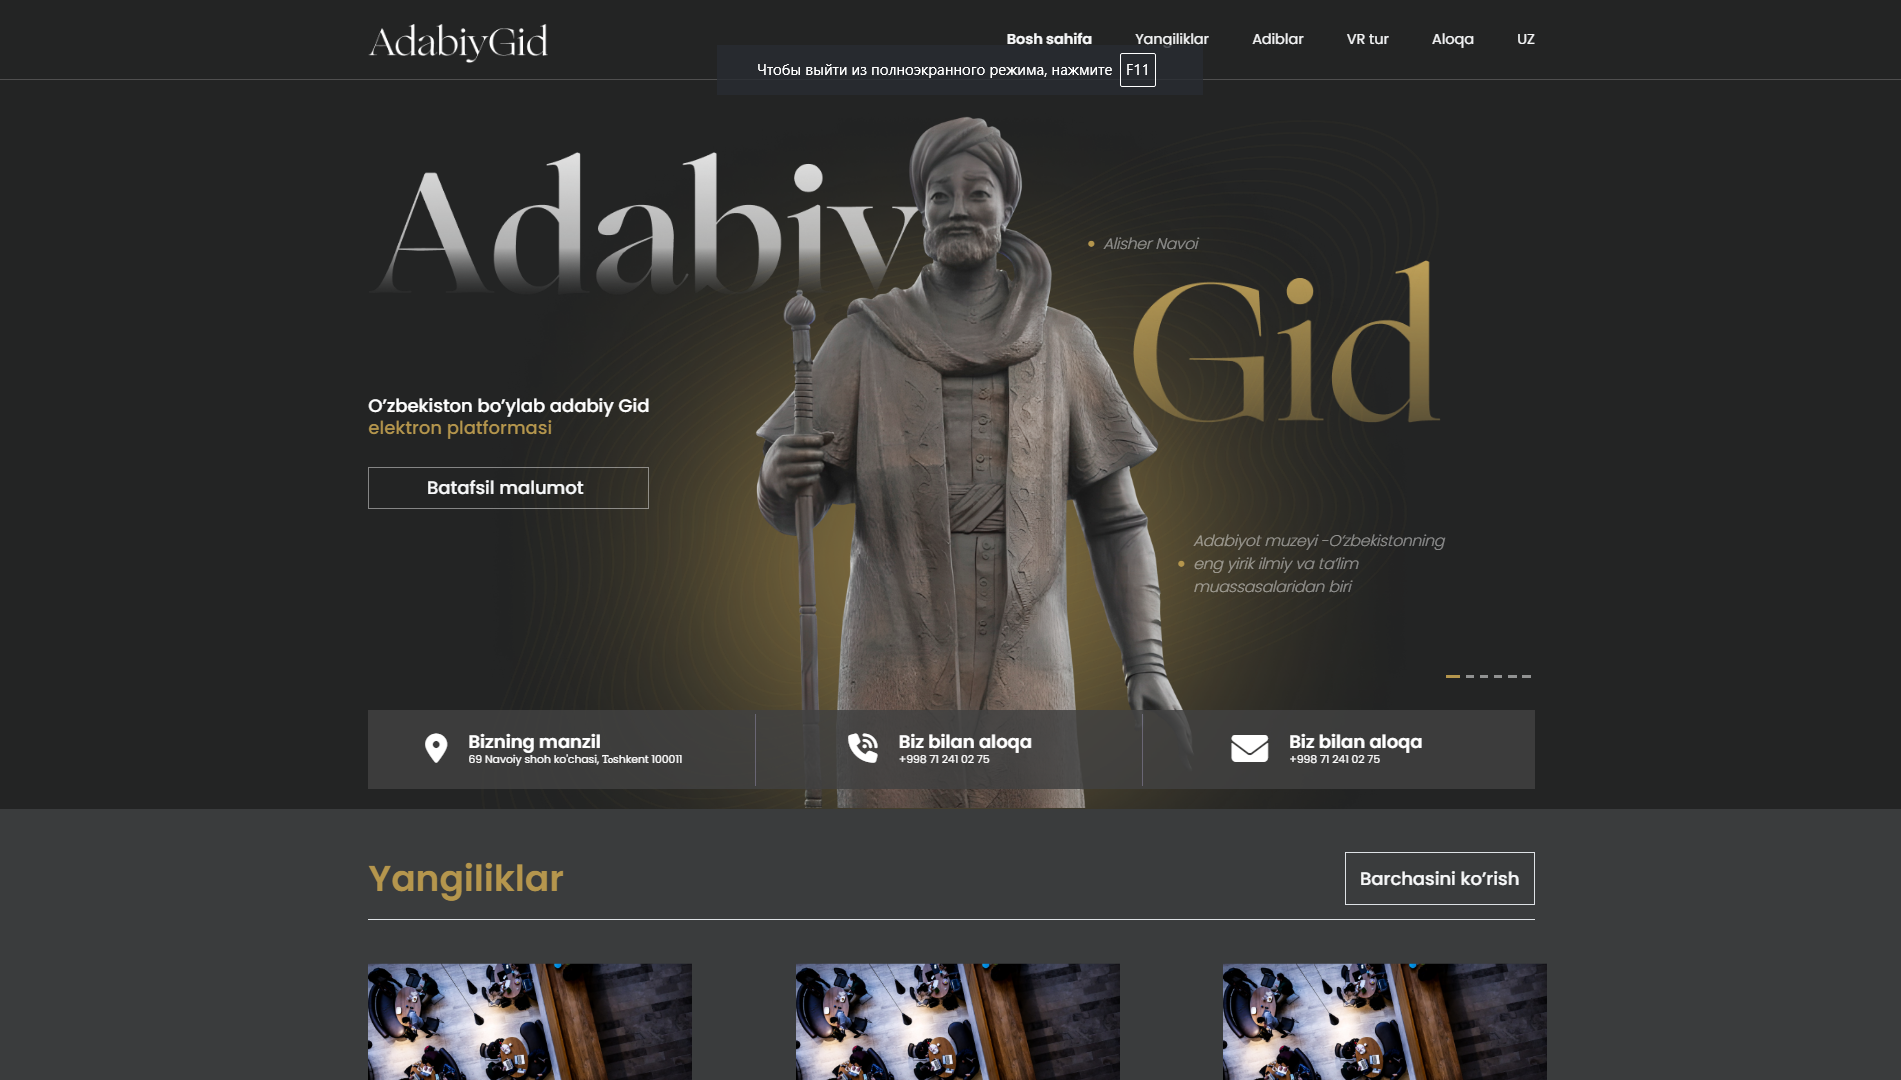 AdabiyGid
Bosh sahifa
Yangiliklar
Adiblar
VR tur
Aloqa
UZ
Чтобы выйти из полноэкранного режима, нажмите F11
Adabiy
Alisher Navoi
Gid
O’zbekiston bo’ylab adabiy Gid
elektron platformasi
Batafsil malumot
Adabiyot muzeyi -O’zbekistonning
eng yirik ilmiy va ta’lim
muassasalaridan biri
Bizning manzil
69 Navoiy shoh ko'chasi, Toshkent 100011
Biz bilan aloqa
+998 71 241 02 75
Biz bilan aloqa
+998 71 241 02 75
Yangiliklar
Barchasini ko’rish